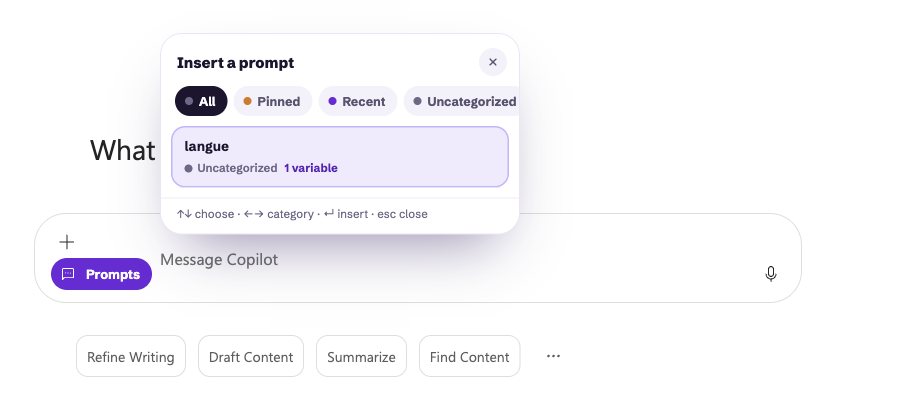 Insert a prompt
All
Pinned
Recent
Uncategorized
langue
Uncategorized 1 variable
↑↓ choose · ←→ category · ↵ insert · esc close
What
Message Copilot
Prompts
Refine Writing
Draft Content
Summarize
Find Content